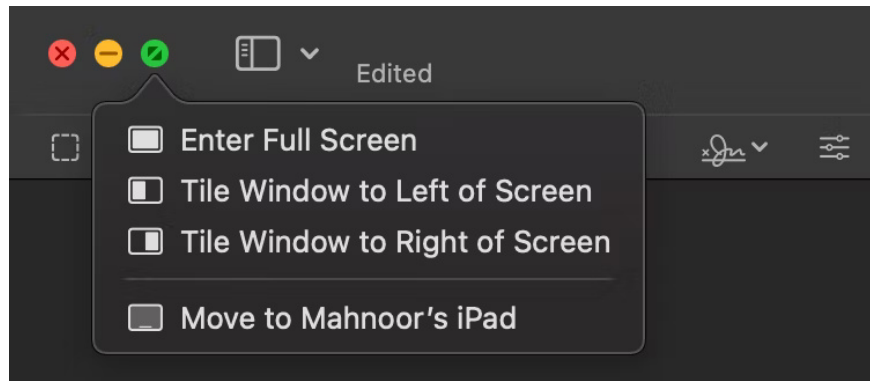 Edited
Enter Full Screen
Tile Window to Left of Screen
Tile Window to Right of Screen
Move to Mahnoor's iPad